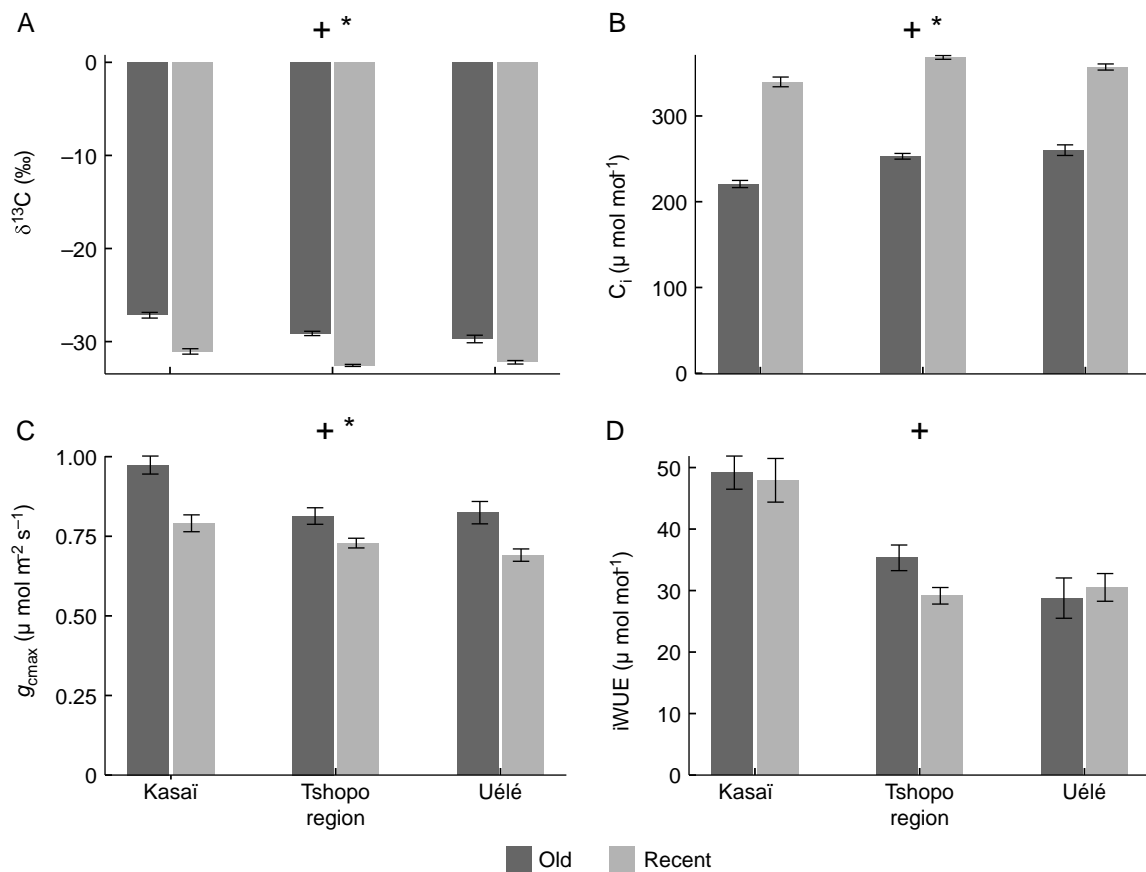 A
+ *
0
–10
–20
–30
δ13C (‰)
B
+ *
300
200
100
0
Ci (µ mol mot-1)
C
+ *
1.00
0.75
0.50
0.25
0
gcmax (µ mol m–2 s–1)
Kasaï
Tshopo
Uélé
region
D
+
50
40
30
20
10
0
iWUE (µ mol mot-1)
Kasaï
Tshopo
Uélé
region
Old
Recent